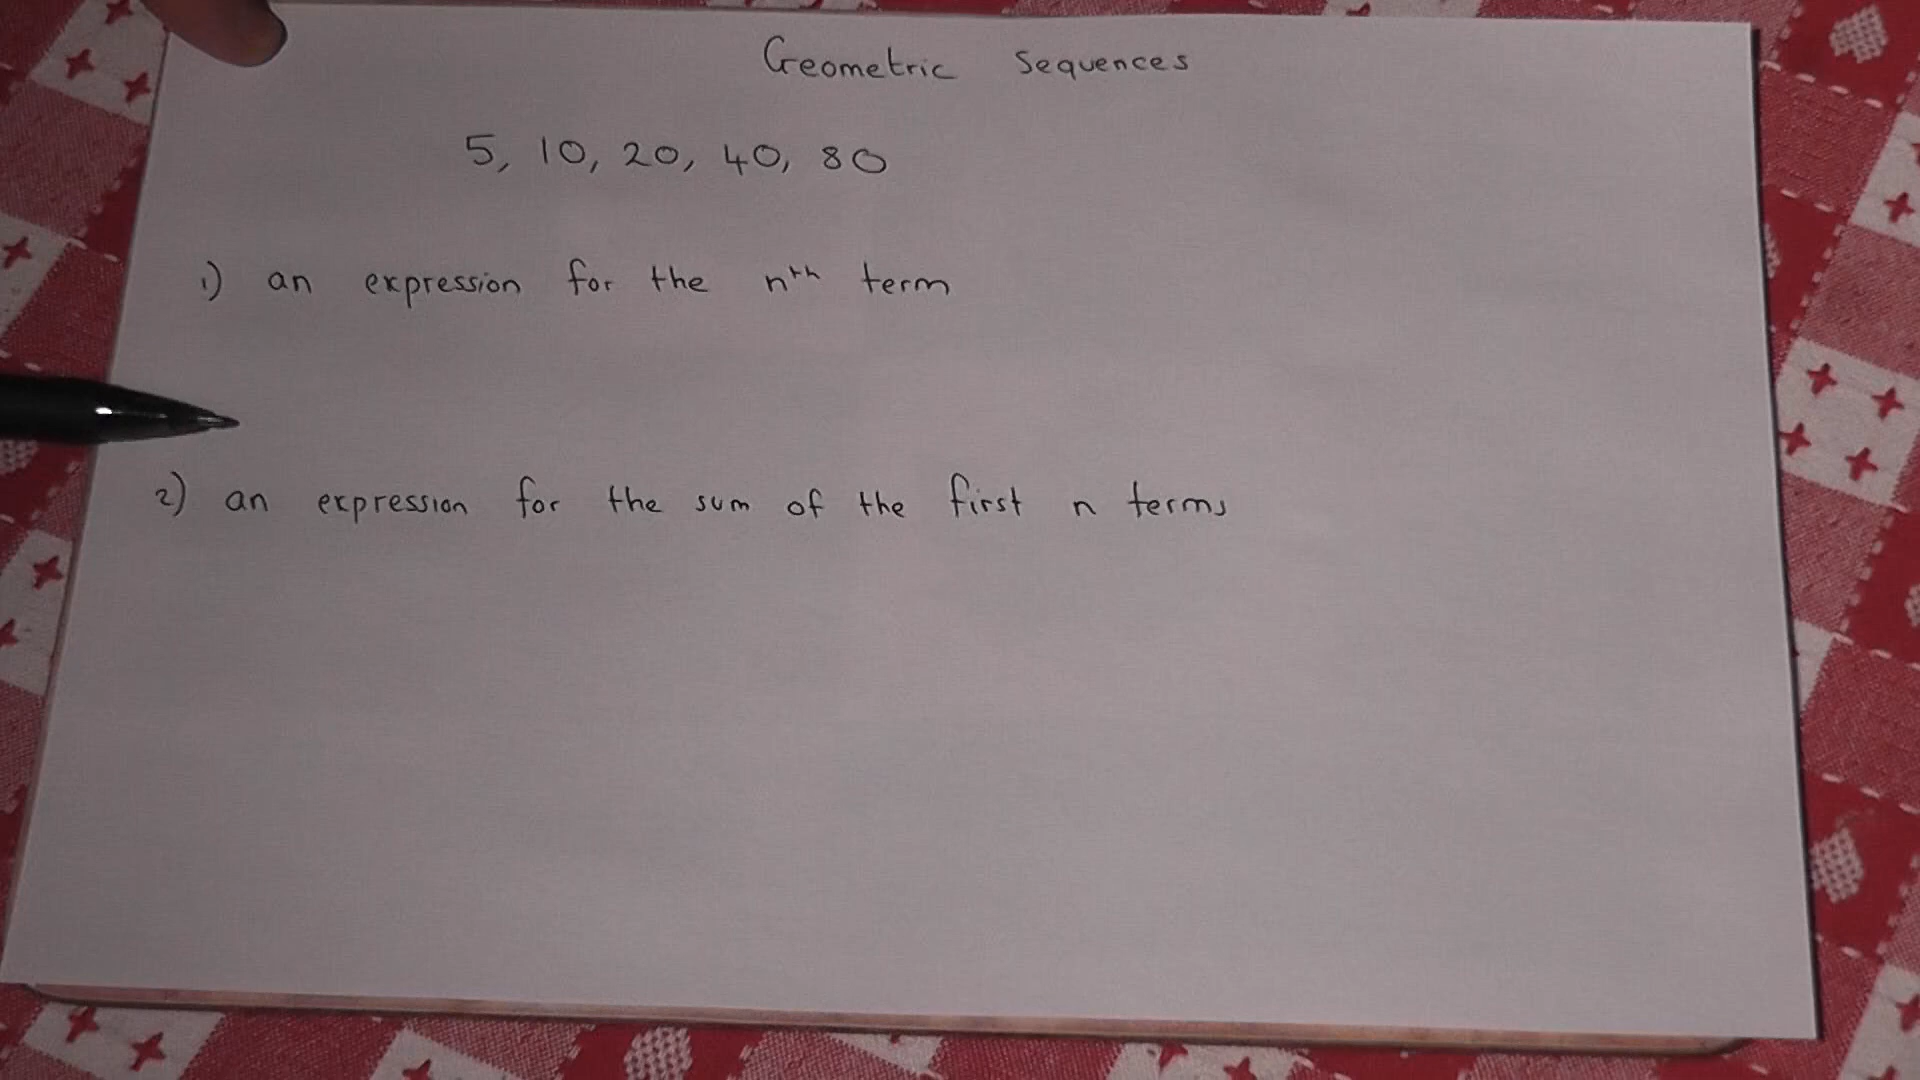 Geometric Sequences
5, 10, 20, 40, 80
1) an expression for the nth term
2) an expression for the sum of the first n terms